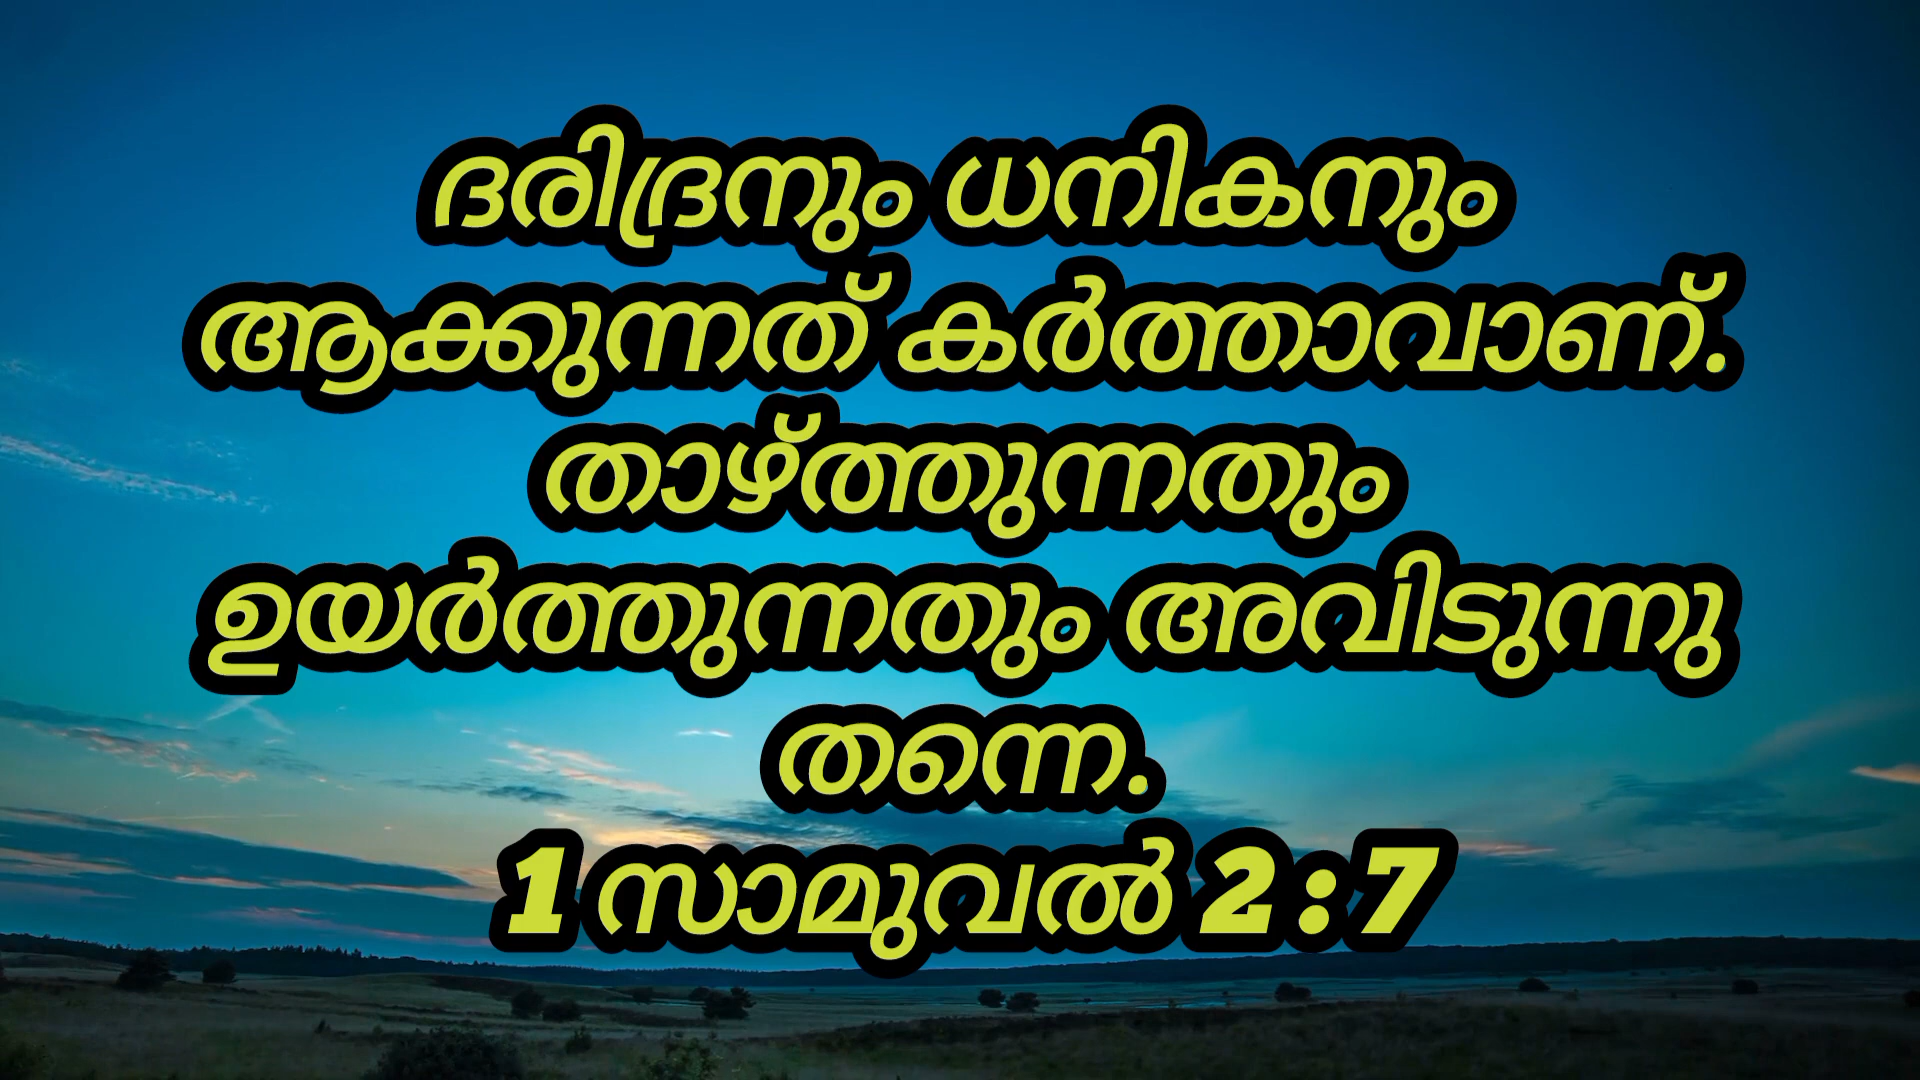 ദരിദ്രനും ധനികനും
ആക്കുന്നത് കർത്താവാണ്.
താഴ്ത്തുന്നതും
ഉയർത്തുന്നതും അവിടുന്നു
തന്നെ.
1 സാമുവൽ 2:7